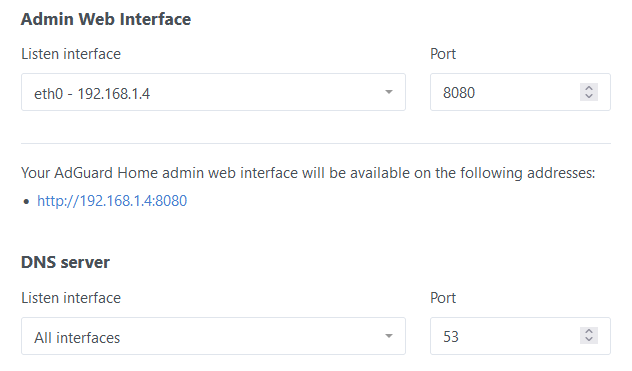 Admin Web Interface
Listen interface Port
eth0 - 192.168.1.4 8080
Your AdGuard Home admin web interface will be available on the following addresses:
• http://192.168.1.4:8080
DNS server
Listen interface Port
All interfaces 53